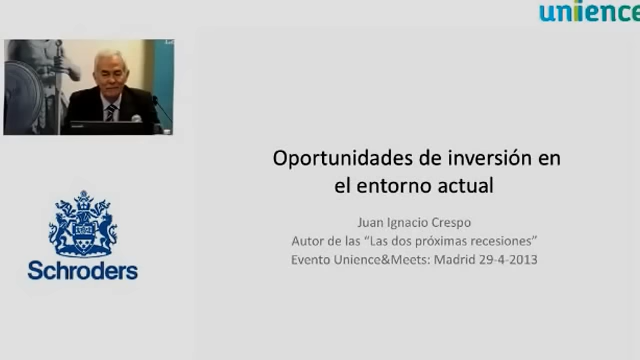 unience
Oportunidades de inversión en
el entorno actual
Juan Ignacio Crespo
Autor de las “Las dos próximas recesiones”
Evento Unience&Meets: Madrid 29-4-2013
Schroders